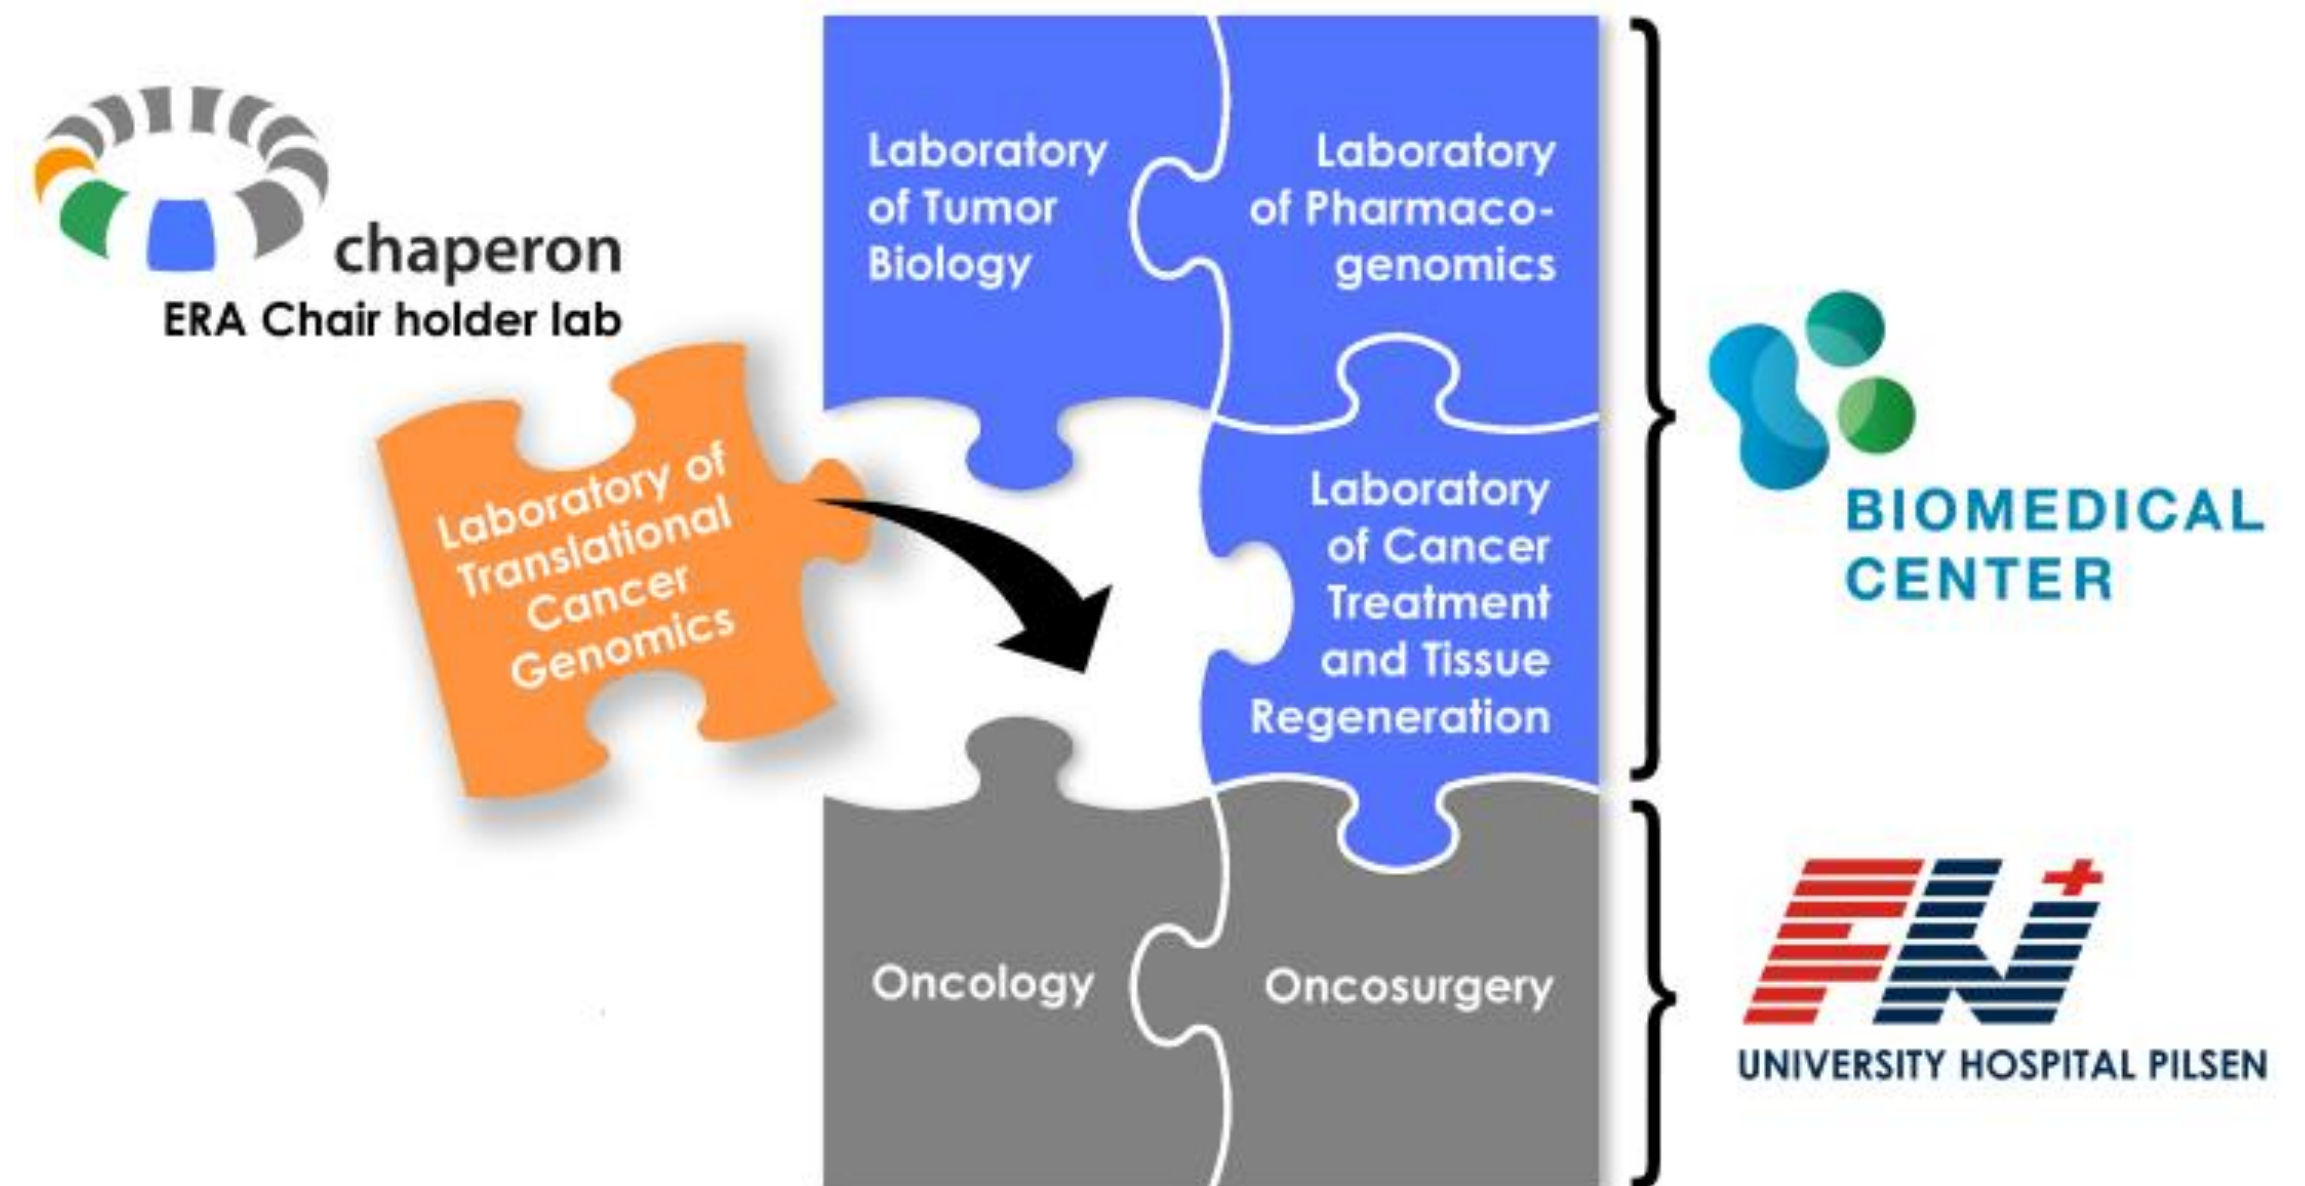 chaperon
ERA Chair holder lab
Laboratory of
Translational
Cancer
Genomics
Laboratory
of Tumor
Biology
Laboratory
of Pharmaco-
genomics
Laboratory
of Cancer
Treatment
and Tissue
Regeneration
Oncology
Oncosurgery
BIOMEDICAL
CENTER
FN
UNIVERSITY HOSPITAL PILSEN